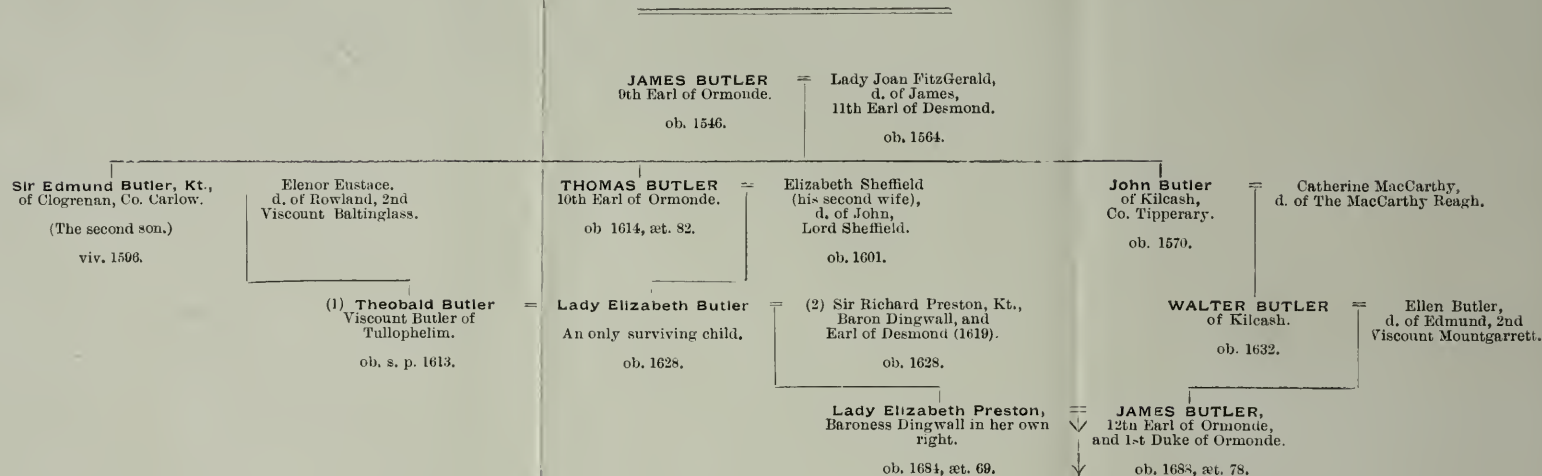 JAMES BUTLER
9th Earl of Ormonde.
ob. 1546.
=
Lady Joan FitzGerald,
d. of James,
11th Earl of Desmond.
ob. 1564.
Sir Edmund Butler, Kt.,
of Clogrenan, Co. Carlow.
(The second son.)
viv. 1596.
Elenor Eustace.
d. of Rowland, 2nd
Viscount Baltinglass.
THOMAS BUTLER
10th Earl of Ormonde.
ob 1614, æt. 82.
=
Elizabeth Sheffield
(his second wife),
d. of John,
Lord Sheffield.
ob. 1601.
John Butler
of Kilcash,
Co. Tipperary.
ob. 1570.
=
Catherine MacCarthy,
d. of The MacCarthy Reagh.
(1) Theobald Butler
Viscount Butler of
Tullophelim.
ob. s. p. 1613.
=
Lady Elizabeth Butler
An only surviving child.
ob. 1628.
=
(2) Sir Richard Preston, Kt.,
Baron Dingwall, and
Earl of Desmond (1619).
ob. 1628.
WALTER BUTLER
of Kilcash.
ob. 1632.
=
Ellen Butler,
d. of Edmund, 2nd
Viscount Mountgarrett.
Lady Elizabeth Preston,
Baroness Dingwall in her own
right.
ob. 1684, æt. 69.
=
JAMES BUTLER,
12th Earl of Ormonde,
and 1st Duke of Ormonde.
ob. 1688, æt. 78.